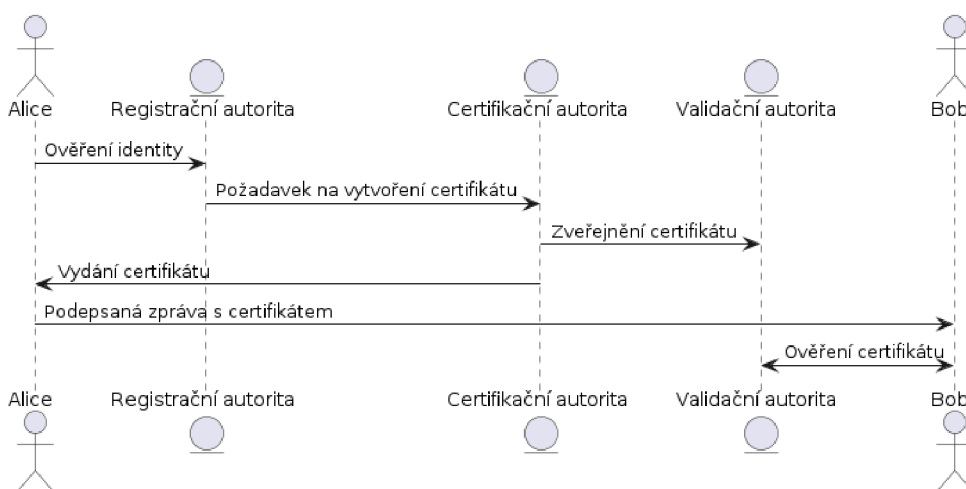 Alice Registrační autorita Certifikační autorita Validační autorita Bob
Ověření identity
Požadavek na vytvoření certifikátu
Zveřejnění certifikátu
Vydání certifikátu
Podepsaná zpráva s certifikátem
Ověření certifikátu
Alice Registrační autorita Certifikační autorita Validační autorita Bob